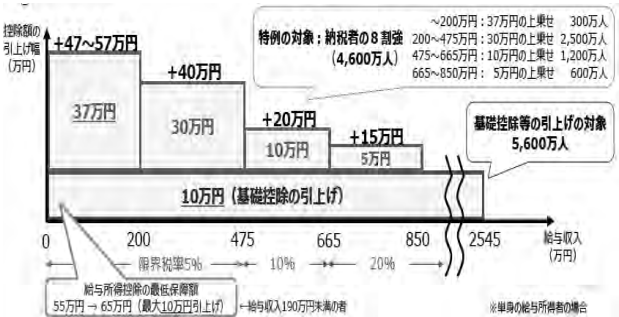 控除額の
引上げ幅
(万円)
+47～57万円
+40万円
+20万円
+15万円
37万円
30万円
10万円
5万円
10万円（基礎控除の引上げ）
特例の対象；納税者の８割強
（4,600万人）
～200万円：37万円の上乗せ 300万人
200～475万円：30万円の上乗せ 2,500万人
475～665万円：10万円の上乗せ 1,200万人
665～850万円： 5万円の上乗せ 600万人
基礎控除等の引上げの対象
5,600万人
0 200 475 665 850 2545 給与収入
(万円)
限界税率5% 10% 20%
給与所得控除の最低保障額
55万円 → 65万円（最大10万円引上げ） ←給与収入190万円未満の者
※単身の給与所得者の場合